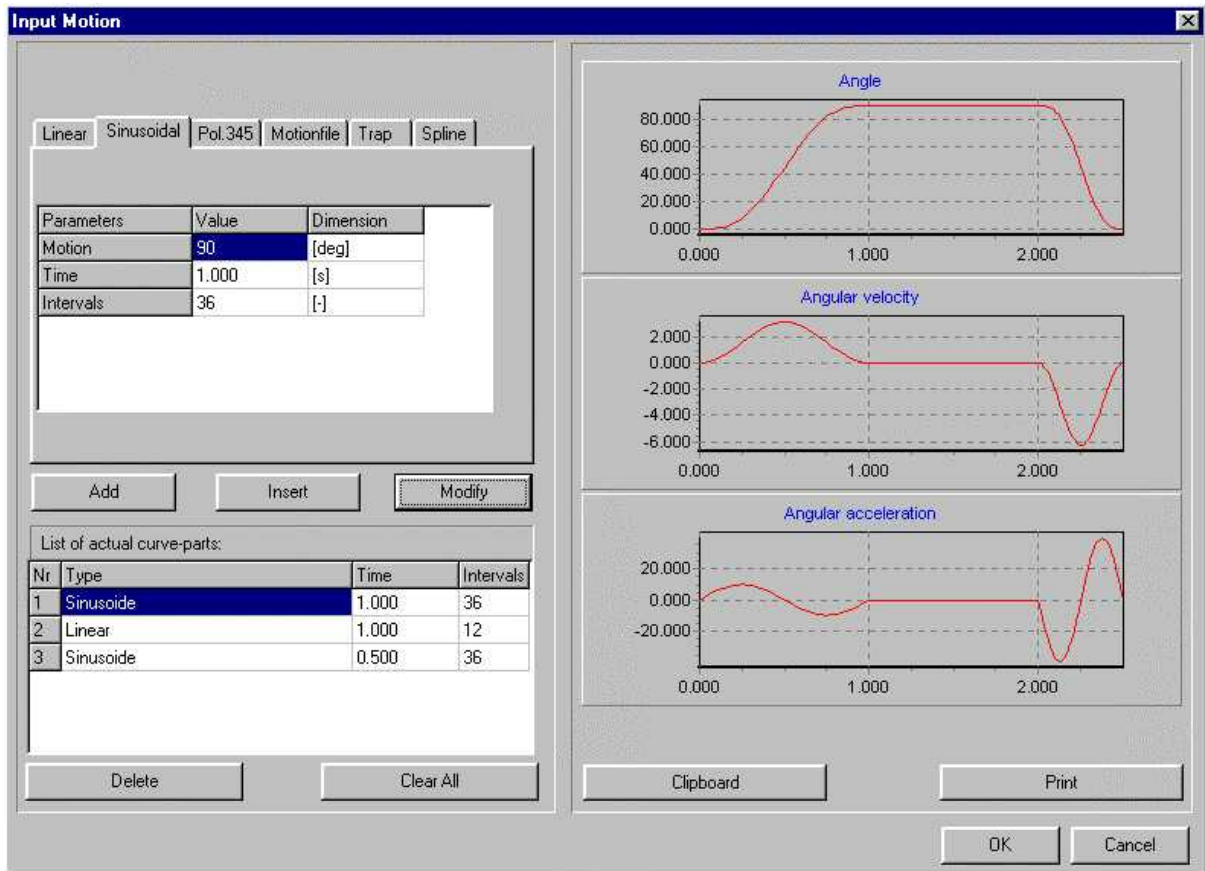 Input Motion
Linear Sinusoidal Pol.345 Motionfile Trap Spline
Parameters Value Dimension
Motion 90 [deg]
Time 1.000 [s]
Intervals 36 [-]
Add Insert Modify
List of actual curve-parts:
Nr Type Time Intervals
1 Sinusoide 1.000 36
2 Linear 1.000 12
3 Sinusoide 0.500 36
Delete Clear All
Angle
80.000
60.000
40.000
20.000
0.000
0.000 1.000 2.000
Angular velocity
2.000
0.000
-2.000
-4.000
-6.000
0.000 1.000 2.000
Angular acceleration
20.000
0.000
-20.000
0.000 1.000 2.000
Clipboard Print
OK Cancel